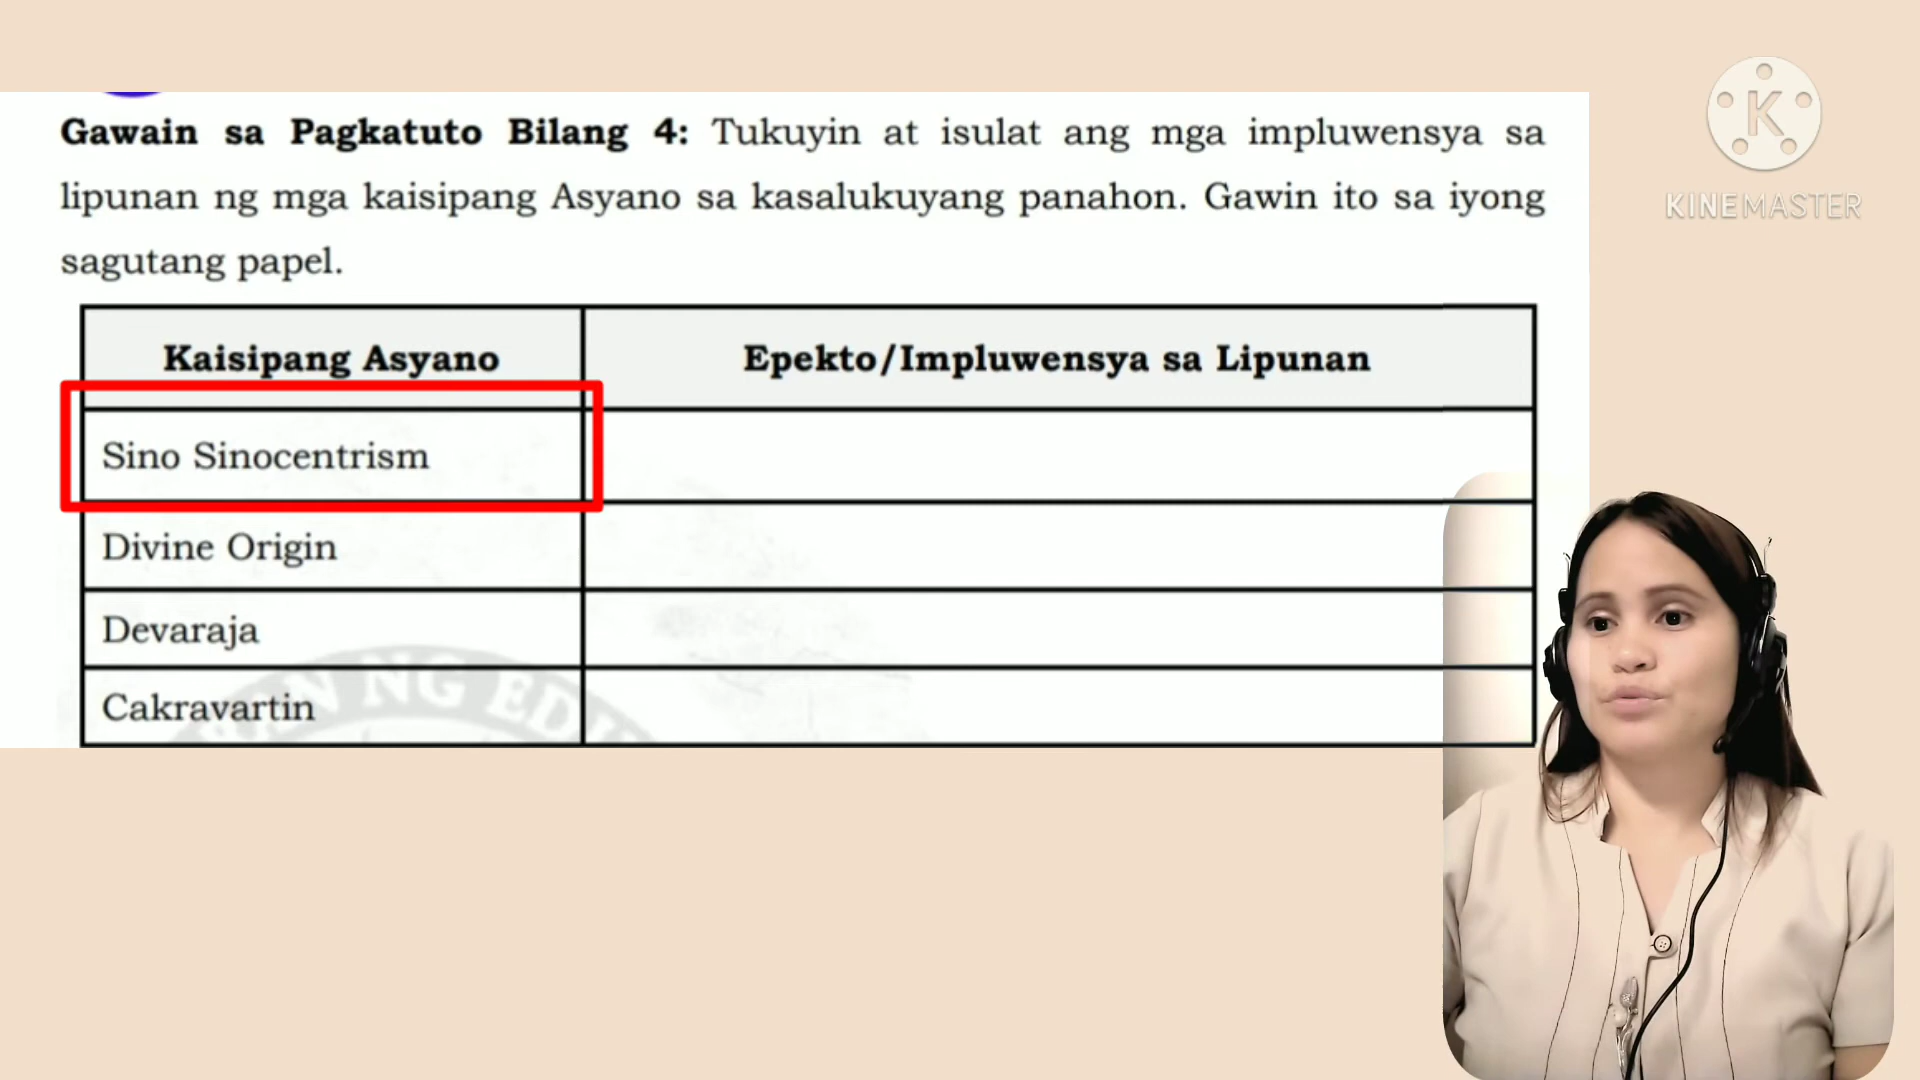 Gawain sa Pagkatuto Bilang 4: Tukuyin at isulat ang mga impluwensya sa
lipunan ng mga kaisipang Asyano sa kasalukuyang panahon. Gawin ito sa iyong
sagutang papel.
Kaisipang Asyano
Epekto/Impluwensya sa Lipunan
Sino Sinocentrism
Divine Origin
Devaraja
Cakravartin
NG EDU
K
KINEMASTER